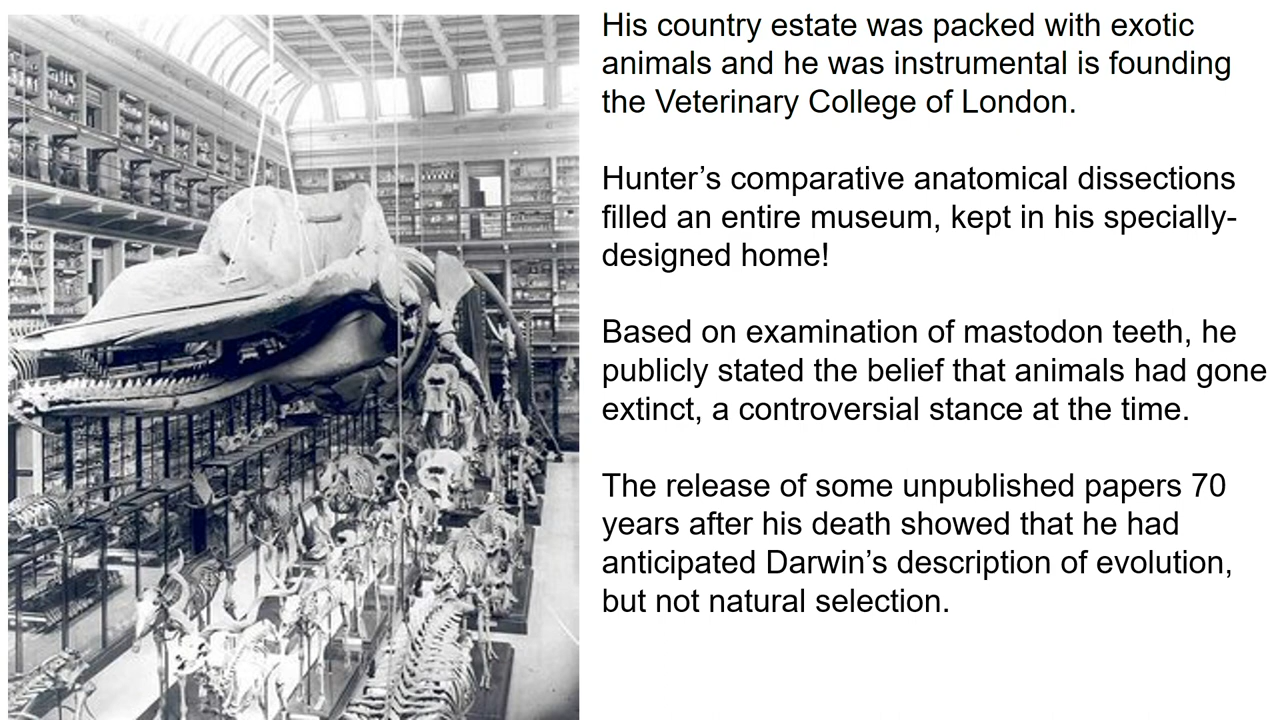 His country estate was packed with exotic
animals and he was instrumental is founding
the Veterinary College of London.
Hunter’s comparative anatomical dissections
filled an entire museum, kept in his specially-
designed home!
Based on examination of mastodon teeth, he
publicly stated the belief that animals had gone
extinct, a controversial stance at the time.
The release of some unpublished papers 70
years after his death showed that he had
anticipated Darwin’s description of evolution,
but not natural selection.